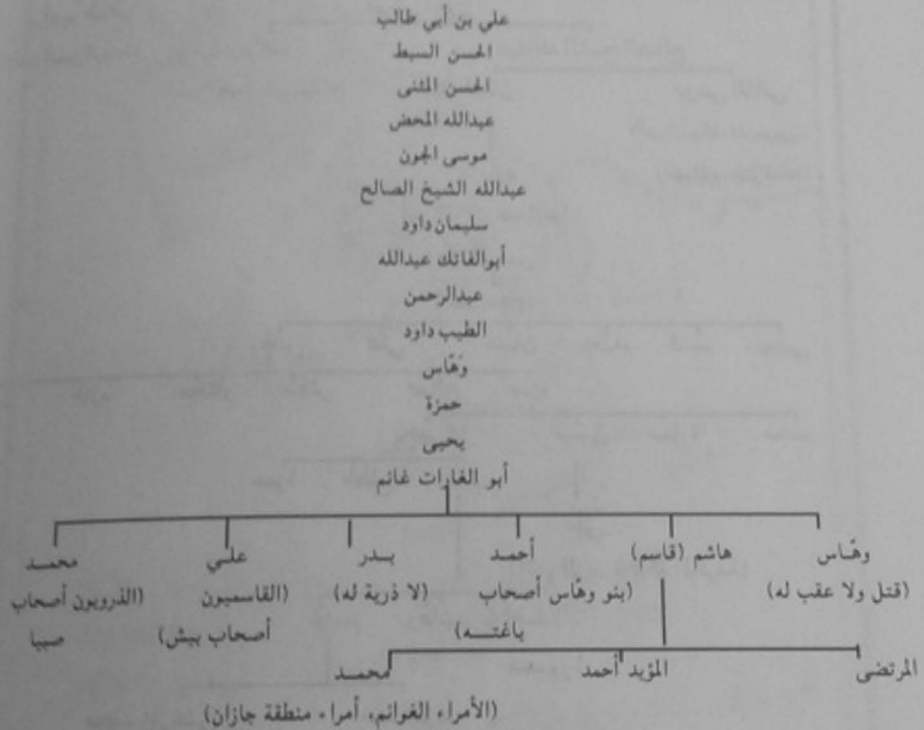 علي بن أبي طالب
الحسن السبط
الحسن المثنى
عبدالله المحض
موسى الجون
عبدالله الشيخ الصالح
سليمان داود
أبوالفاتك عبدالله
عبدالرحمن
الطيب داود
وهّاس
حمزة
يحيى
أبو الغارات غانم
وهّاس هاشم (قاسم) أحمد بدر علي محمد
(قتل ولا عقب له) (بنو وهّاس أصحاب (لا ذرية له) (القاسميون (الذرويون أصحاب
باغتـه) أصحاب بيش) صبيا
المرتضى المؤيد أحمد محمد
(الأمراء الغوانم، أمراء منطقة جازان)